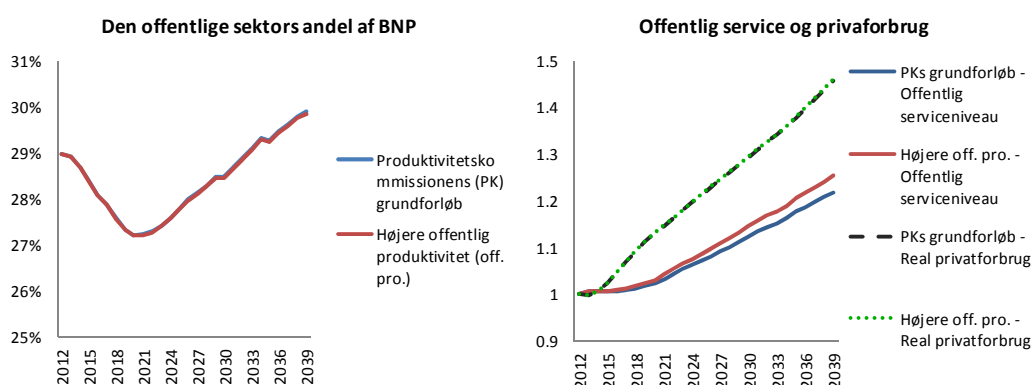 Den offentlige sektors andel af BNP
31%
30%
29%
28%
27%
26%
25%
2012
2015
2018
2021
2024
2027
2030
2033
2036
2039
Produktivitetsko
mmissionens (PK)
grundforløb
Højere offentlig
produktivitet (off.
pro.)
Offentlig service og privaforbrug
1.5
1.4
1.3
1.2
1.1
1
0.9
2012
2015
2018
2021
2024
2027
2030
2033
2036
2039
PKs grundforløb -
Offentlig
serviceniveau
Højere off. pro. -
Offentlig
serviceniveau
PKs grundforløb -
Real privatforbrug
Højere off. pro. -
Real privatforbrug